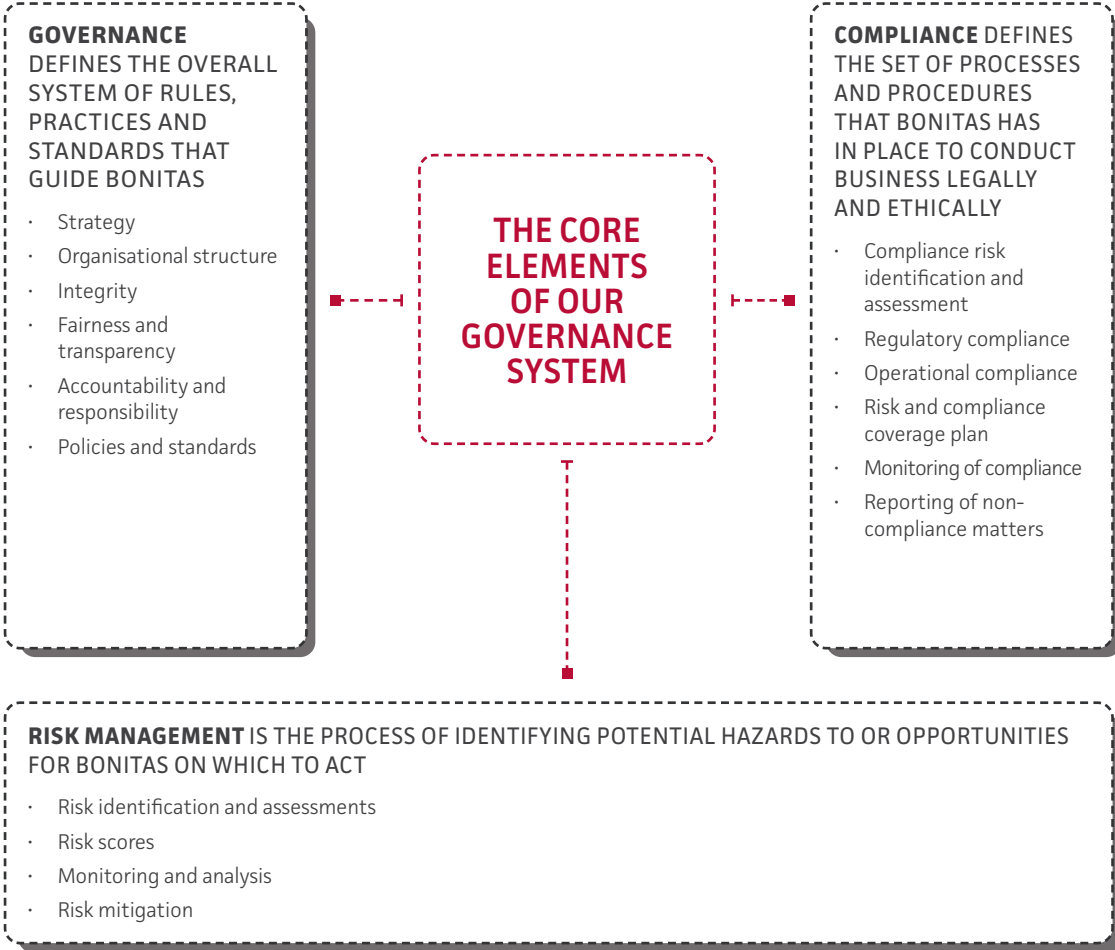 GOVERNANCE
DEFINES THE OVERALL
SYSTEM OF RULES,
PRACTICES AND
STANDARDS THAT
GUIDE BONITAS
· Strategy
· Organisational structure
· Integrity
· Fairness and
transparency
· Accountability and
responsibility
· Policies and standards
THE CORE
ELEMENTS
OF OUR
GOVERNANCE
SYSTEM
COMPLIANCE DEFINES
THE SET OF PROCESSES
AND PROCEDURES
THAT BONITAS HAS
IN PLACE TO CONDUCT
BUSINESS LEGALLY
AND ETHICALLY
· Compliance risk
identification and
assessment
· Regulatory compliance
· Operational compliance
· Risk and compliance
coverage plan
· Monitoring of compliance
· Reporting of non-
compliance matters
RISK MANAGEMENT IS THE PROCESS OF IDENTIFYING POTENTIAL HAZARDS TO OR OPPORTUNITIES
FOR BONITAS ON WHICH TO ACT
· Risk identification and assessments
· Risk scores
· Monitoring and analysis
· Risk mitigation